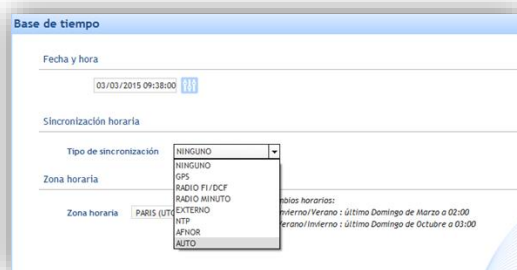 Base de tiempo
Fecha y hora
03/03/2015 09:38:00
Sincronización horaria
Tipo de sincronización NINGUNO
NINGUNO
GPS
RADIO FI/DCF
RADIO MINUTO
EXTERNO
NTP
AFNOR
AUTO
Zona horaria
Zona horaria PARIS (UTC
mbios horarios:
nvierno/Verano : último Domingo de Marzo a 02:00
erano/Invierno : último Domingo de Octubre a 03:00